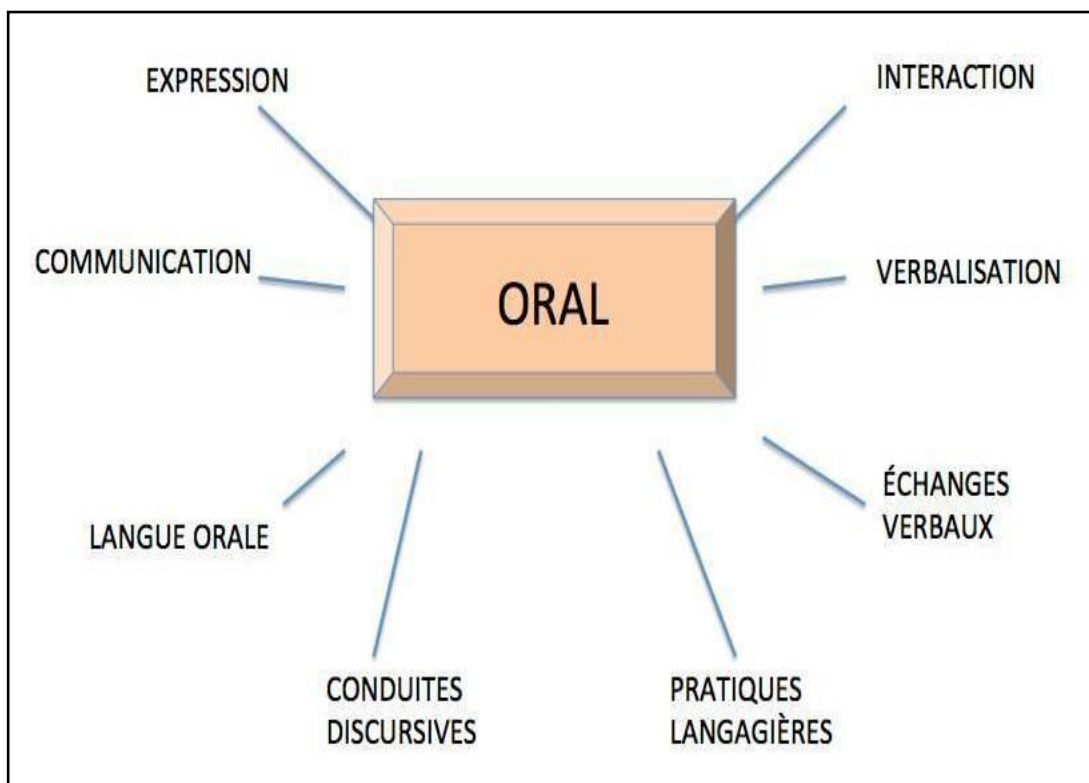 EXPRESSION
INTERACTION
COMMUNICATION
ORAL
VERBALISATION
LANGUE ORALE
ÉCHANGES
VERBAUX
CONDUITES
DISCURSIVES
PRATIQUES
LANGAGIÈRES